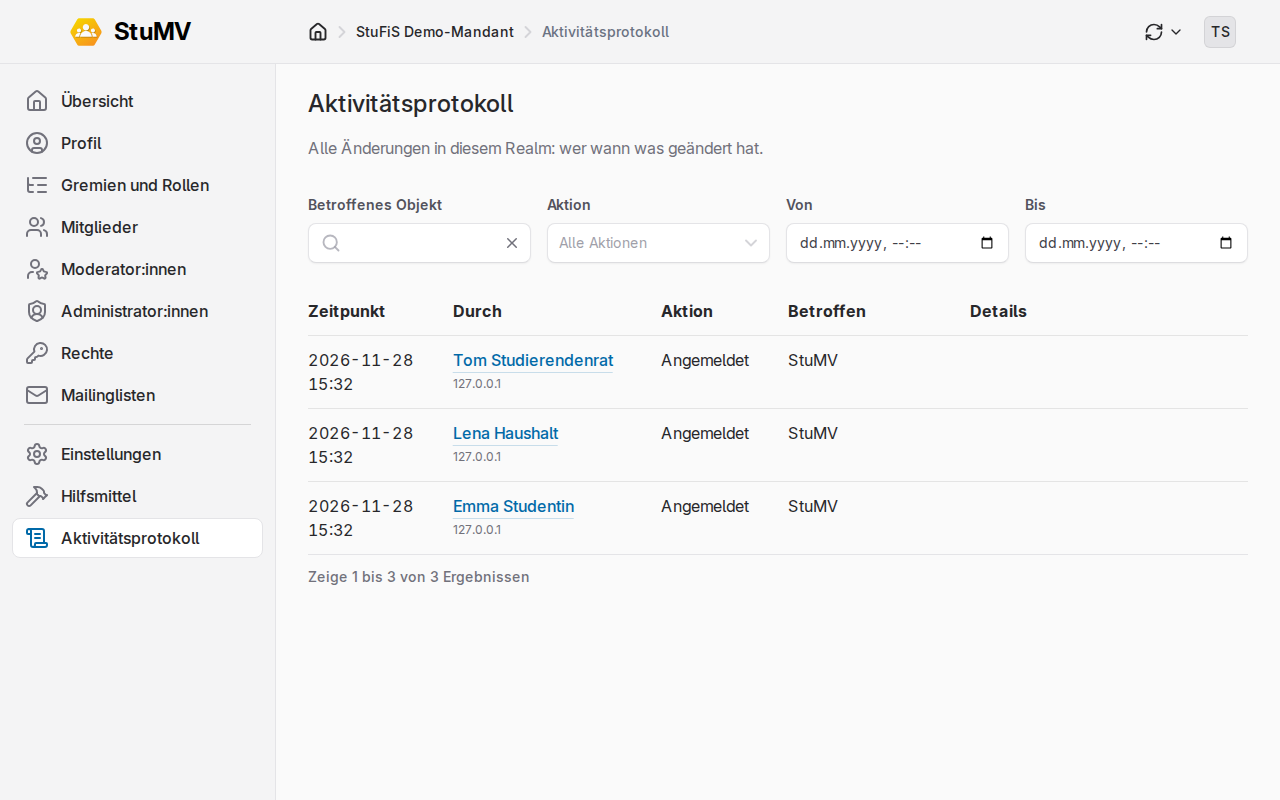 StuMV
StuFiS Demo-Mandant
Aktivitätsprotokoll
TS
Übersicht
Profil
Gremien und Rollen
Mitglieder
Moderator:innen
Administrator:innen
Rechte
Mailinglisten
Einstellungen
Hilfsmittel
Aktivitätsprotokoll
Aktivitätsprotokoll
Alle Änderungen in diesem Realm: wer wann was geändert hat.
Betroffenes Objekt
Aktion
Von
Bis
Alle Aktionen
dd.mm.yyyy, --:--
dd.mm.yyyy, --:--
Zeitpunkt Durch Aktion Betroffen Details
2026-11-28 Tom Studierendenrat Angemeldet StuMV
15:32 127.0.0.1
2026-11-28 Lena Haushalt Angemeldet StuMV
15:32 127.0.0.1
2026-11-28 Emma Studentin Angemeldet StuMV
15:32 127.0.0.1
Zeige 1 bis 3 von 3 Ergebnissen